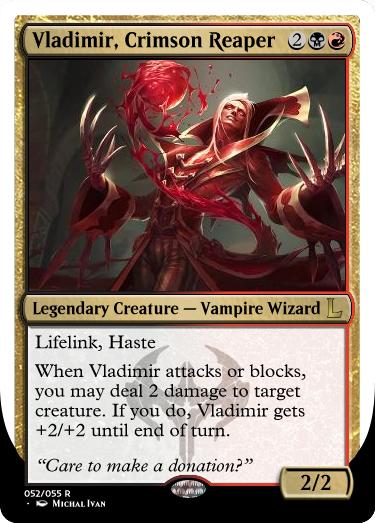 Vladimir, Crimson Reaper 2
Legendary Creature — Vampire Wizard L
Lifelink, Haste
When Vladimir attacks or blocks,
you may deal 2 damage to target
creature. If you do, Vladimir gets
+2/+2 until end of turn.
“Care to make a donation?”
2/2
052/055 R
· Michal Ivan